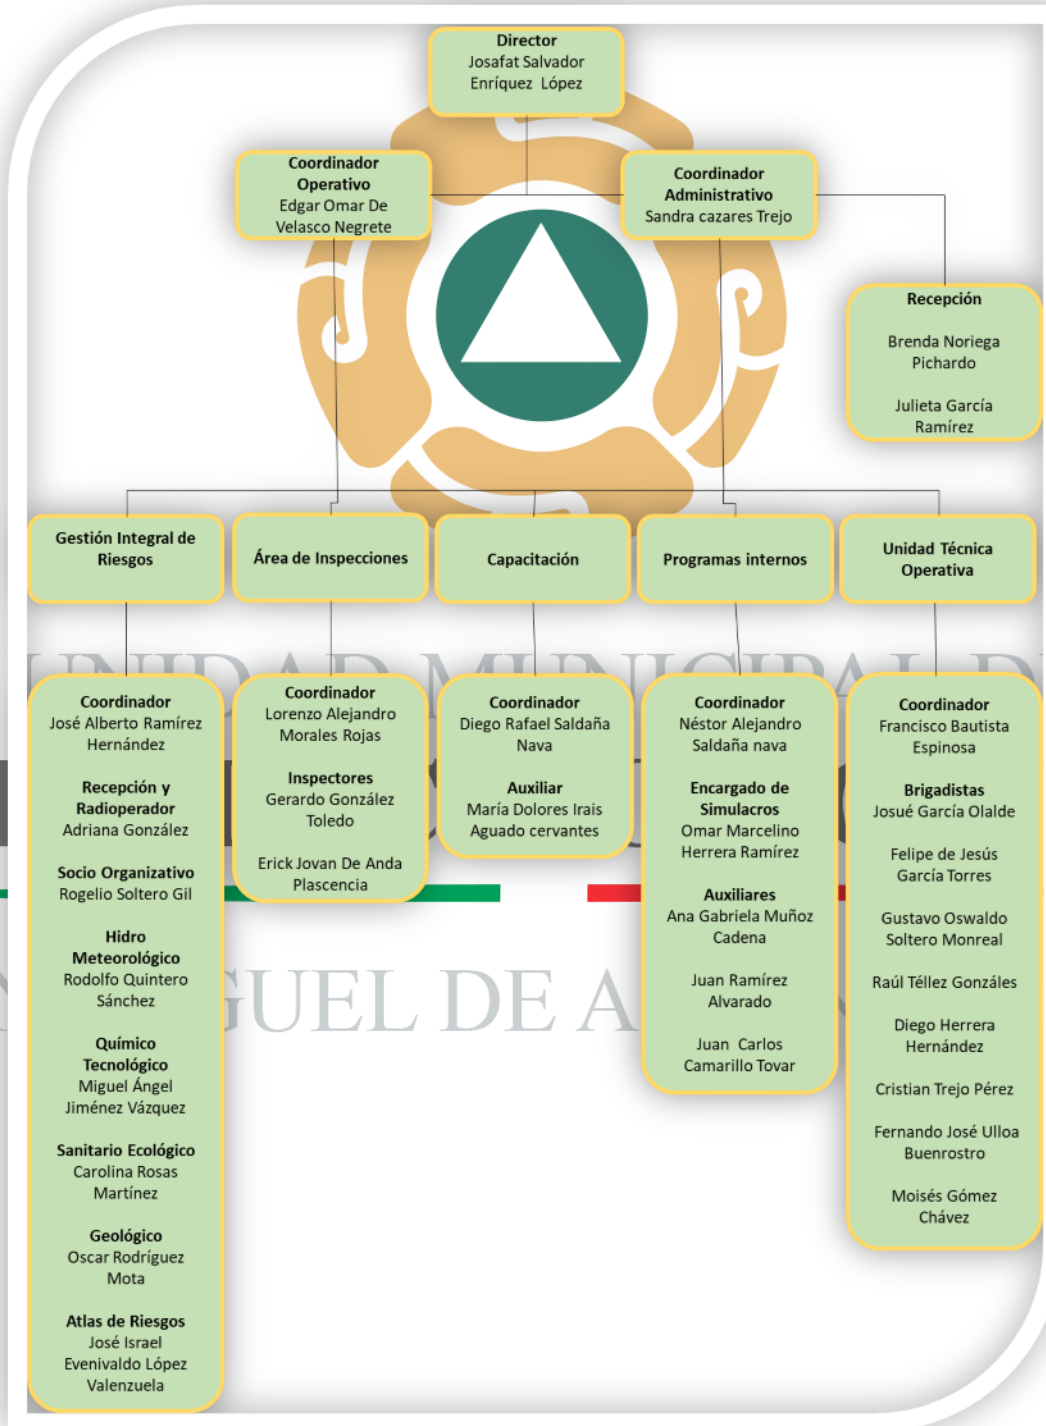 Director
Josafat Salvador
Enríquez López
Coordinador
Operativo
Edgar Omar De
Velasco Negrete
Coordinador
Administrativo
Sandra cazares Trejo
Recepción
Brenda Noriega
Pichardo
Julieta García
Ramírez
Gestión Integral de
Riesgos
Área de Inspecciones
Capacitación
Programas internos
Unidad Técnica
Operativa
Coordinador
José Alberto Ramírez
Hernández
Recepción y
Radioperador
Adriana González
Socio Organizativo
Rogelio Soltero Gil
Hidro
Meteorológico
Rodolfo Quintero
Sánchez
Químico
Tecnológico
Miguel Ángel
Jiménez Vázquez
Sanitario Ecológico
Carolina Rosas
Martínez
Geológico
Oscar Rodríguez
Mota
Atlas de Riesgos
José Israel
Evenivaldo López
Valenzuela
Coordinador
Lorenzo Alejandro
Morales Rojas
Inspectores
Gerardo González
Toledo
Erick Jovan De Anda
Plascencia
Coordinador
Diego Rafael Saldaña
Nava
Auxiliar
María Dolores Irais
Aguado cervantes
Coordinador
Néstor Alejandro
Saldaña nava
Encargado de
Simulacros
Omar Marcelino
Herrera Ramírez
Auxiliares
Ana Gabriela Muñoz
Cadena
Juan Ramírez
Alvarado
Juan Carlos
Camarillo Tovar
Coordinador
Francisco Bautista
Espinosa
Brigadistas
Josué García Olalde
Felipe de Jesús
García Torres
Gustavo Oswaldo
Soltero Monreal
Raúl Téllez Gonzáles
Diego Herrera
Hernández
Cristian Trejo Pérez
Fernando José Ulloa
Buenrostro
Moisés Gómez
Chávez
UNIDAD MUNICIPAL D
GUEL DE A